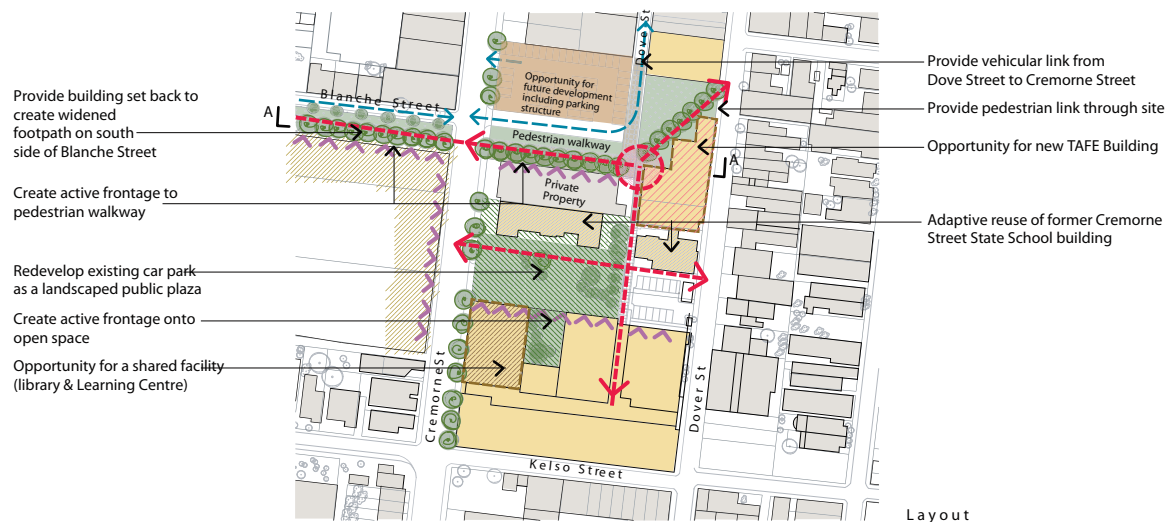 Provide building set back to
create widened
footpath on south
side of Blanche Street
Create active frontage to
pedestrian walkway
Redevelop existing car park
as a landscaped public plaza
Create active frontage onto
open space
Opportunity for a shared facility
(library & Learning Centre)
A
Blanche Street
Opportunity for
future development
including parking
structure
Pedestrian walkway
Private
Property
Dove St
A
Cremorne St
Dover St
Kelso Street
Provide vehicular link from
Dove Street to Cremorne Street
Provide pedestrian link through site
Opportunity for new TAFE Building
Adaptive reuse of former Cremorne
Street State School building
Layout